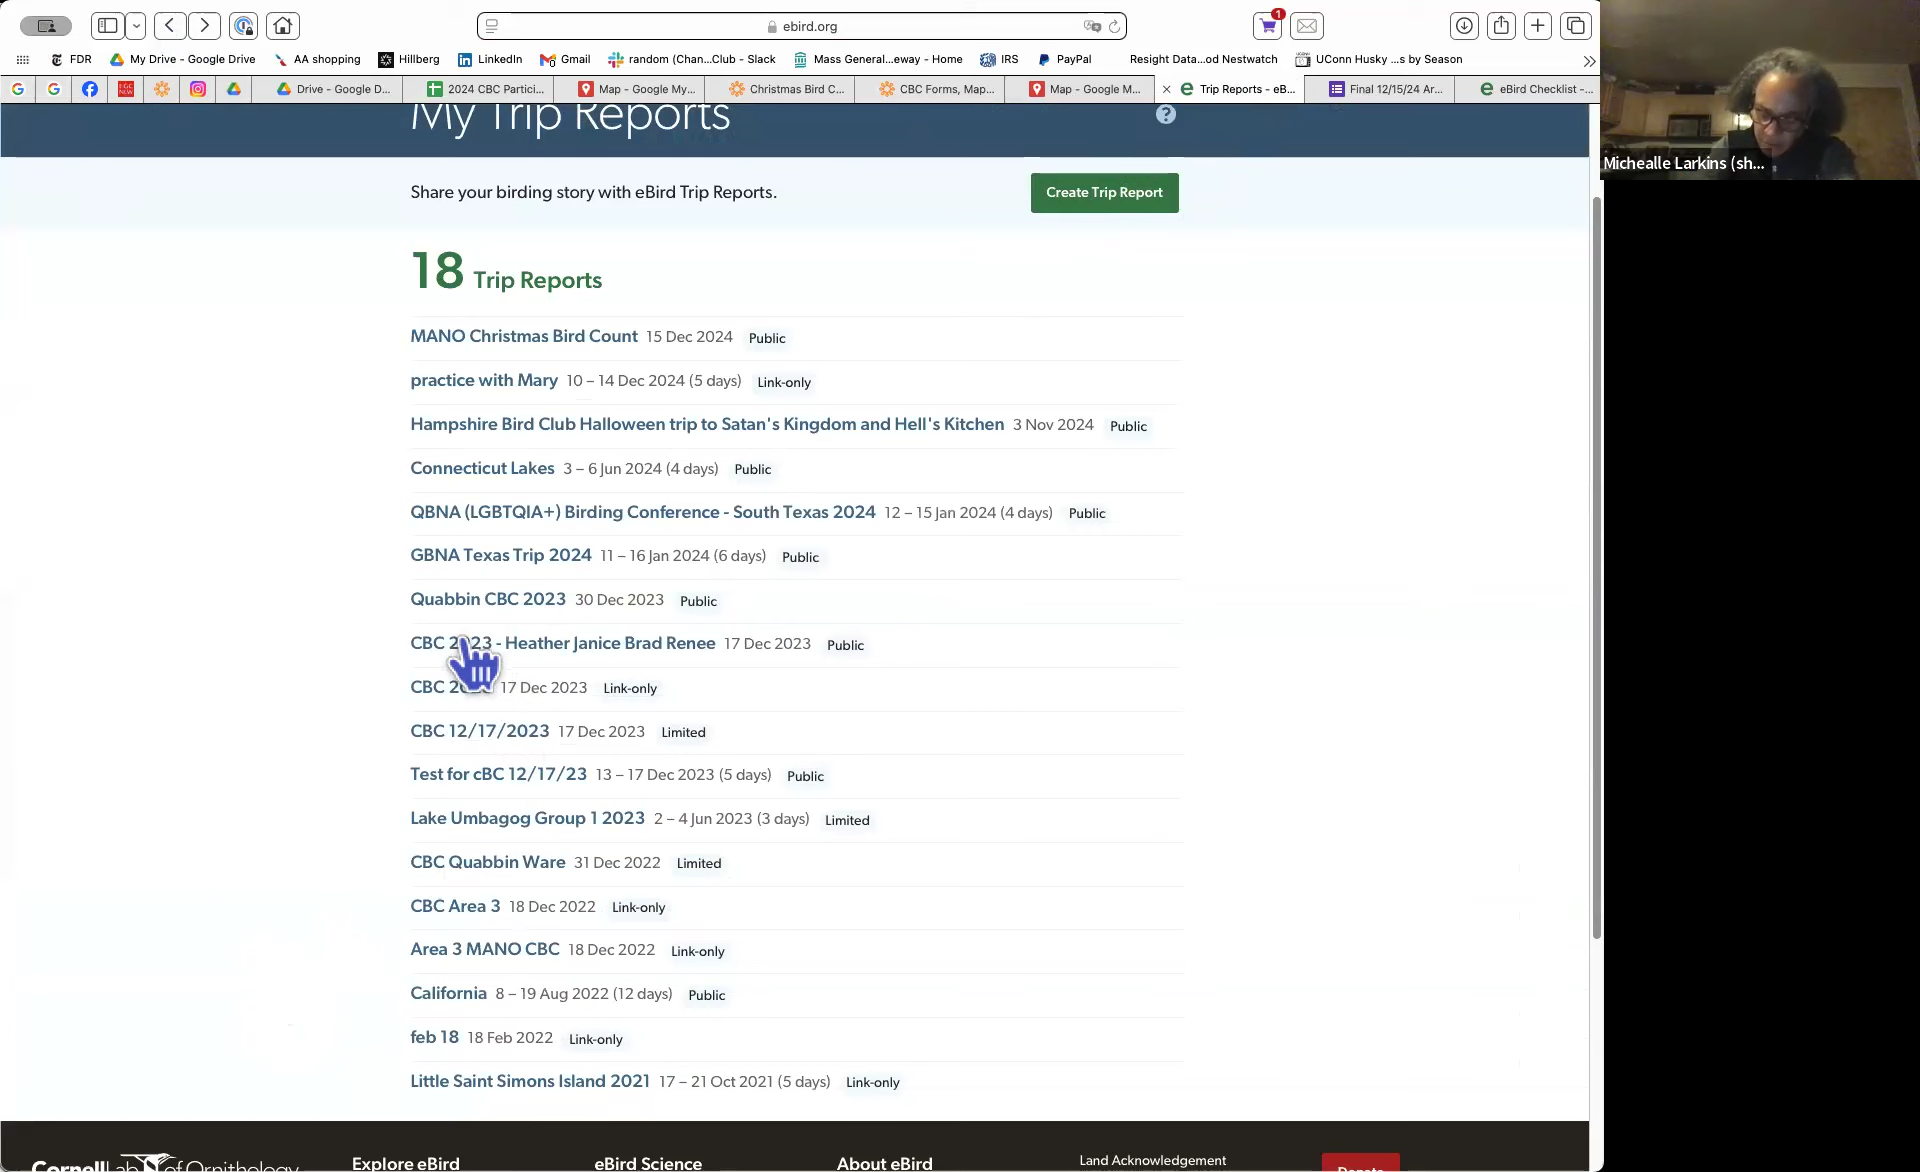 ebird.org
1
FDR My Drive - Google Drive AA shopping Hillberg LinkedIn Gmail random (Chan...Club - Slack Mass General...eway - Home IRS PayPal Resight Data...od Nestwatch UConn Husky ...s by Season
Drive - Google D... 2024 CBC Partici... Map - Google My... Christmas Bird C... CBC Forms, Map... Map - Google M... Trip Reports - eB... Final 12/15/24 Ar... eBird Checklist -...
My Trip Reports
?
Share your birding story with eBird Trip Reports.
Create Trip Report
18 Trip Reports
MANO Christmas Bird Count 15 Dec 2024 Public
practice with Mary 10 – 14 Dec 2024 (5 days) Link-only
Hampshire Bird Club Halloween trip to Satan's Kingdom and Hell's Kitchen 3 Nov 2024 Public
Connecticut Lakes 3 – 6 Jun 2024 (4 days) Public
QBNA (LGBTQIA+) Birding Conference - South Texas 2024 12 – 15 Jan 2024 (4 days) Public
GBNA Texas Trip 2024 11 – 16 Jan 2024 (6 days) Public
Quabbin CBC 2023 30 Dec 2023 Public
CBC 2023 - Heather Janice Brad Renee 17 Dec 2023 Public
CBC 17 Dec 2023 Link-only
CBC 12/17/2023 17 Dec 2023 Limited
Test for cBC 12/17/23 13 – 17 Dec 2023 (5 days) Public
Lake Umbagog Group 1 2023 2 – 4 Jun 2023 (3 days) Limited
CBC Quabbin Ware 31 Dec 2022 Limited
CBC Area 3 18 Dec 2022 Link-only
Area 3 MANO CBC 18 Dec 2022 Link-only
California 8 – 19 Aug 2022 (12 days) Public
feb 18 18 Feb 2022 Link-only
Little Saint Simons Island 2021 17 – 21 Oct 2021 (5 days) Link-only
CornellLab of Ornithology
Explore eBird
eBird Science
About eBird
Land Acknowledgement
Donate
Michealle Larkins (sh...